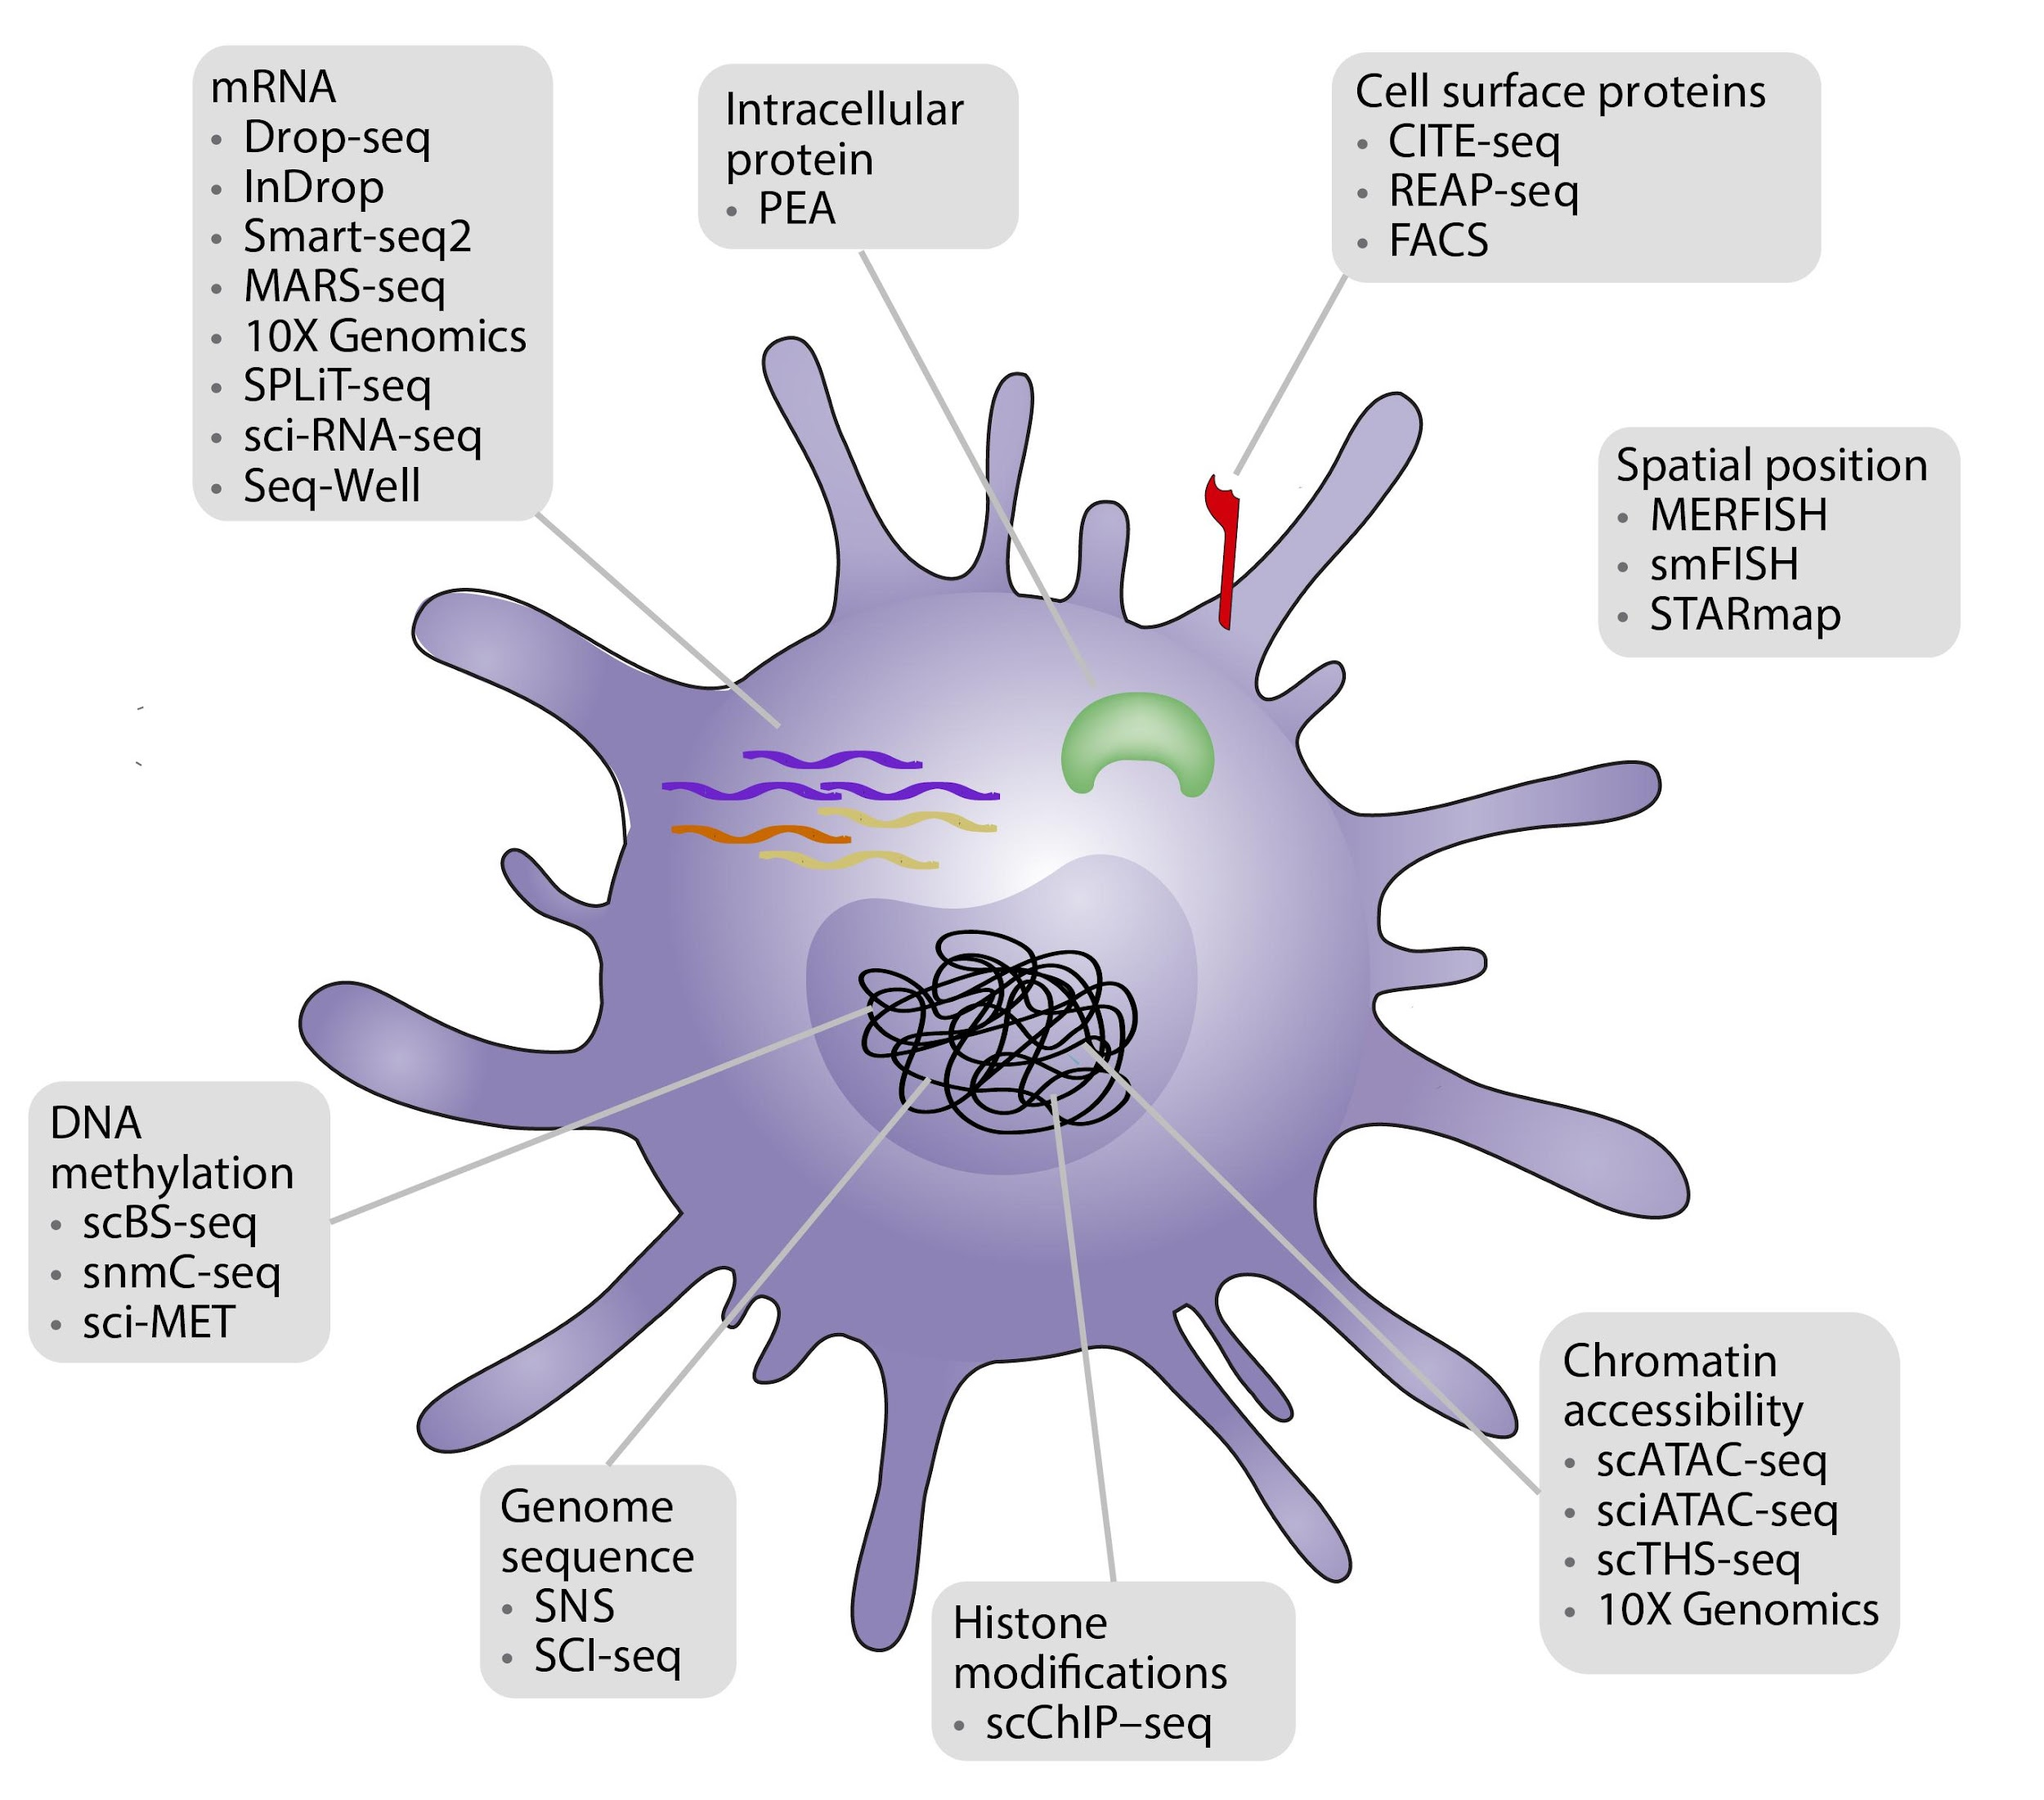 mRNA
• Drop-seq
• InDrop
• Smart-seq2
• MARS-seq
• 10X Genomics
• SPLiT-seq
• sci-RNA-seq
• Seq-Well
Intracellular
protein
• PEA
Cell surface proteins
• CITE-seq
• REAP-seq
• FACS
Spatial position
• MERFISH
• smFISH
• STARmap
DNA
methylation
• scBS-seq
• snmC-seq
• sci-MET
Genome
sequence
• SNS
• SCI-seq
Histone
modifications
• scChIP–seq
Chromatin
accessibility
• scATAC-seq
• sciATAC-seq
• scTHS-seq
• 10X Genomics